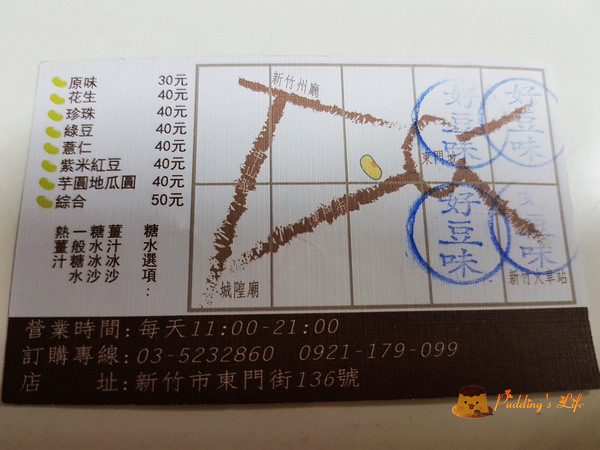 原味 30元
花生 40元
珍珠 40元
綠豆 40元
薏仁 40元
紫米紅豆 40元
芋圓地瓜圓 40元
綜合 50元
糖水選項:
薑汁冰沙
糖水冰沙
一般糖水
熱薑汁
新竹州廳
東門城
城隍廟
新竹火車站
好豆味
好豆味
好豆味
豆味
營業時間:每天11:00-21:00
訂購專線:03-5232860 0921-179-099
店 址:新竹市東門街136號
Pudding's Life